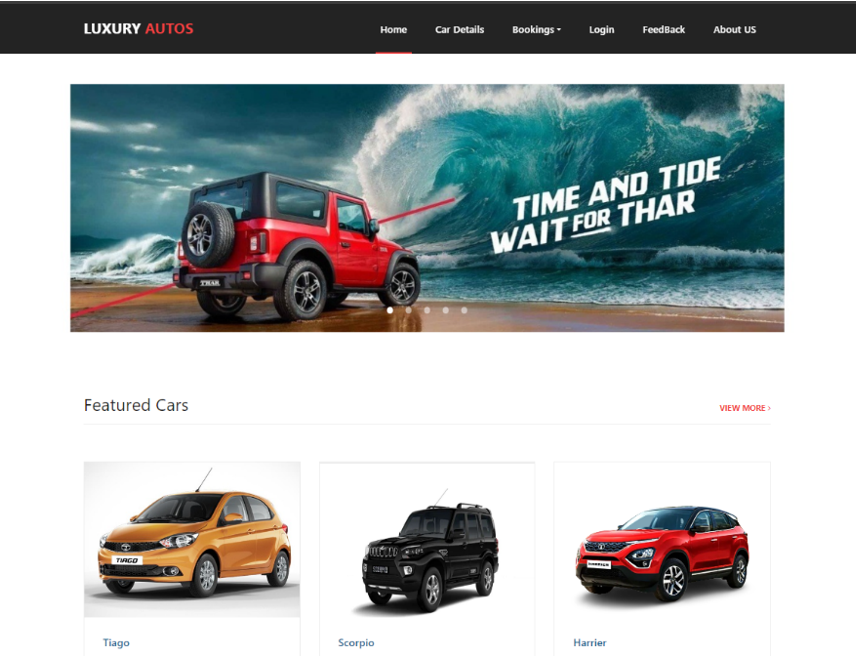 LUXURY AUTOS
Home Car Details Bookings Login FeedBack About US
TIME AND TIDE
WAIT FOR THAR
THAR
Featured Cars
VIEW MORE >
TIAGO
HARRIER
Tiago Scorpio Harrier